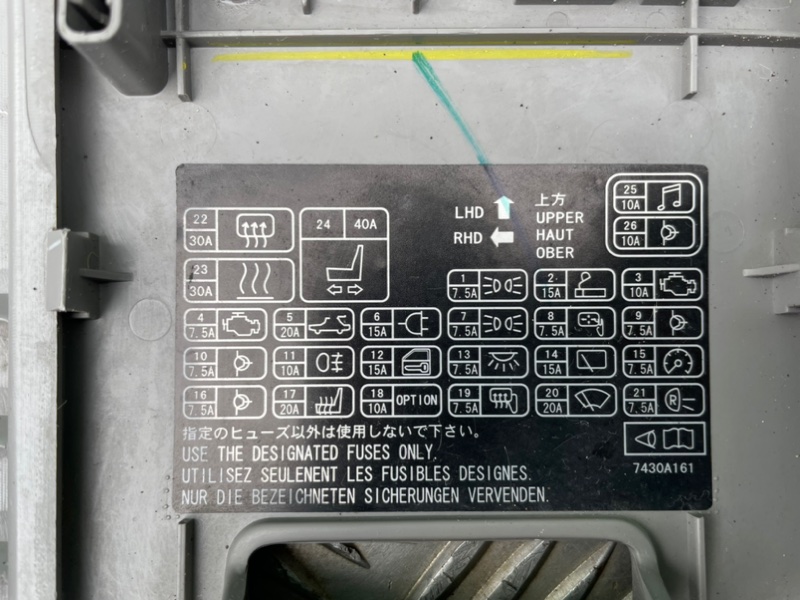 22 30A
24 40A
LHD
RHD
上方
UPPER
HAUT
OBER
25 10A
26 10A
23 30A
1 7.5A
2 15A
3 10A
4 7.5A
5 20A
6 15A
7 7.5A
8 7.5A
9 7.5A
10 7.5A
11 10A
12 15A
13 7.5A
14 15A
15 7.5A
16 7.5A
17 20A
18 10A OPTION
19 7.5A
20 20A
21 7.5A R
指定のヒューズ以外は使用しないで下さい。
USE THE DESIGNATED FUSES ONLY.
UTILISEZ SEULENENT LES FUSIBLES DESIGNES.
NUR DIE BEZEICHNETEN SICHERUNGEN VERVENDEN.
7430A161